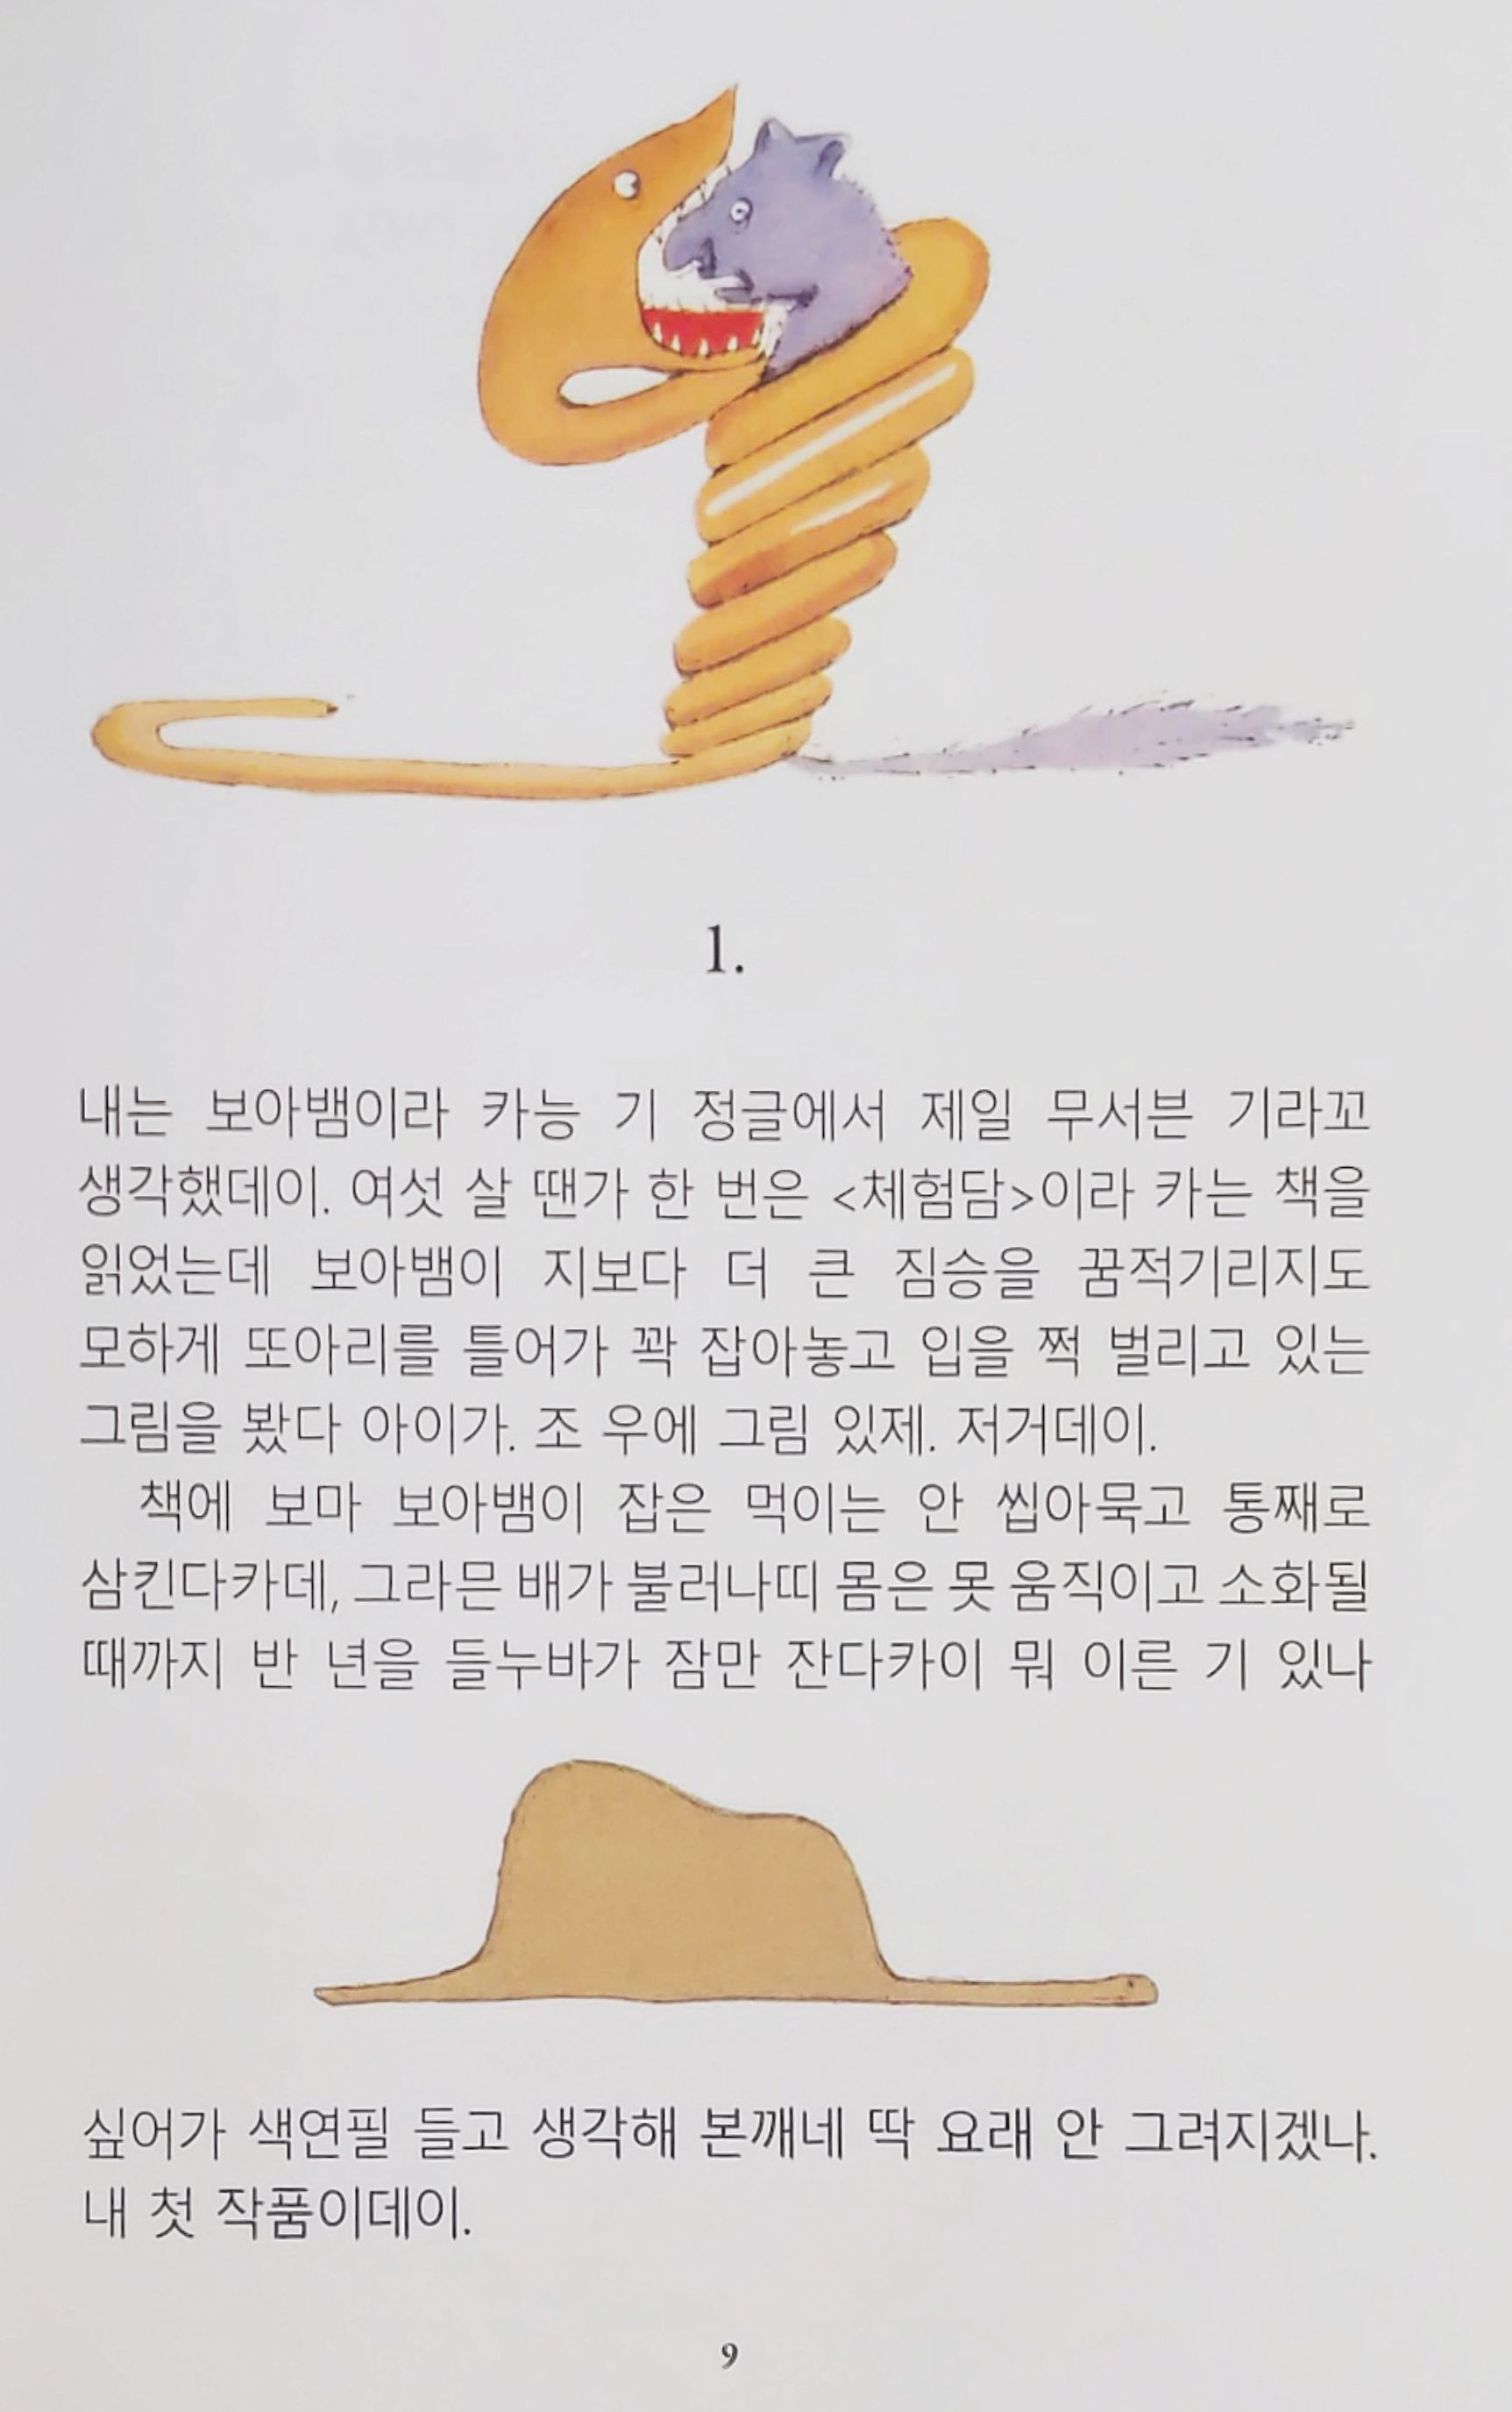 1.
내는 보아뱀이라 카능 기 정글에서 제일 무서븐 기라꼬
생각했데이. 여섯 살 땐가 한 번은 <체험담>이라 카는 책을
읽었는데 보아뱀이 지보다 더 큰 짐승을 꿈적기리지도
모하게 또아리를 틀어가 꽉 잡아놓고 입을 쩍 벌리고 있는
그림을 봤다 아이가. 조 우에 그림 있제. 저거데이.
책에 보마 보아뱀이 잡은 먹이는 안 씹아묵고 통째로
삼킨다카데, 그라믄 배가 불러나띠 몸은 못 움직이고 소화될
때까지 반 년을 들누바가 잠만 잔다카이 뭐 이른 기 있나
싶어가 색연필 들고 생각해 본깨네 딱 요래 안 그려지겠나.
내 첫 작품이데이.
9